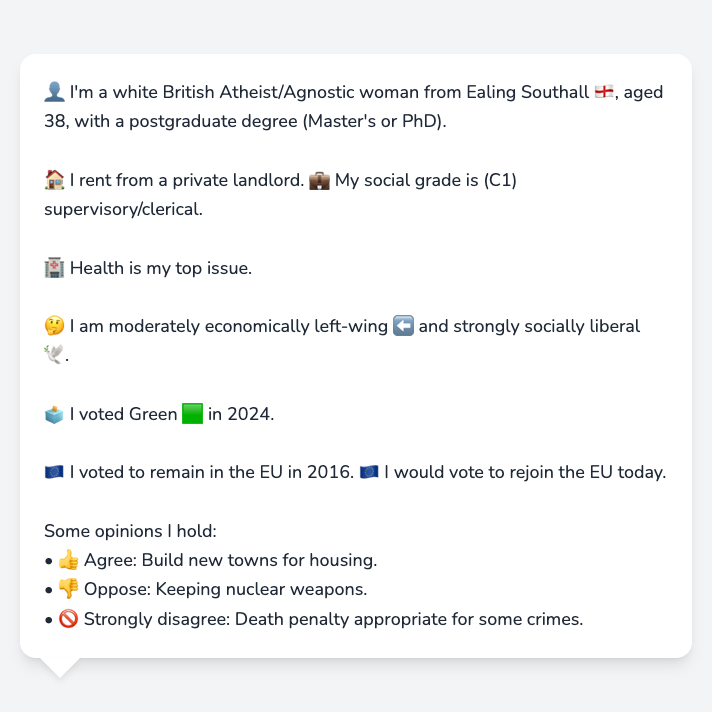 👤 I'm a white British Atheist/Agnostic woman from Ealing Southall 🏴󠁧󠁢󠁥󠁮󠁧󠁿, aged
38, with a postgraduate degree (Master's or PhD).
🏠 I rent from a private landlord. 💼 My social grade is (C1)
supervisory/clerical.
🏥 Health is my top issue.
🤔 I am moderately economically left-wing ⬅️ and strongly socially liberal
🕊️.
🗳️ I voted Green 🟩 in 2024.
🇪🇺 I voted to remain in the EU in 2016. 🇪🇺 I would vote to rejoin the EU today.
Some opinions I hold:
• 👍 Agree: Build new towns for housing.
• 👎 Oppose: Keeping nuclear weapons.
• 🚫 Strongly disagree: Death penalty appropriate for some crimes.